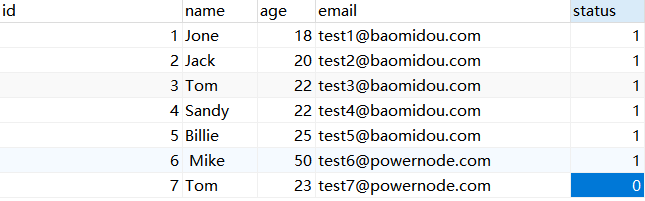 id name age email status
1 Jone 18 test1@baomidou.com 1
2 Jack 20 test2@baomidou.com 1
3 Tom 22 test3@baomidou.com 1
4 Sandy 22 test4@baomidou.com 1
5 Billie 25 test5@baomidou.com 1
6 Mike 50 test6@powernode.com 1
7 Tom 23 test7@powernode.com 0